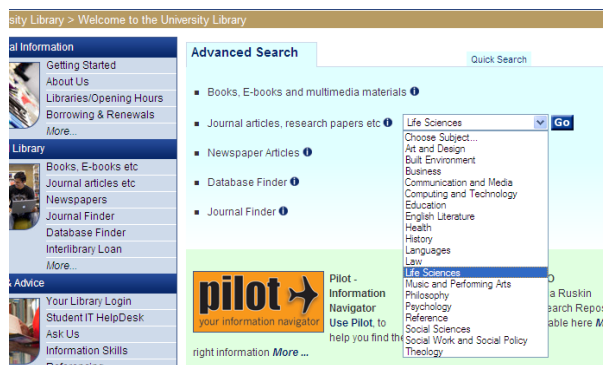 sity Library > Welcome to the University Library
al Information
Getting Started
About Us
Libraries/Opening Hours
Borrowing & Renewals
More...
Library
Books, E-books etc
Journal articles etc
Newspapers
Journal Finder
Database Finder
Interlibrary Loan
More...
& Advice
Your Library Login
Student IT HelpDesk
Ask Us
Information Skills
Referencing
Advanced Search
Quick Search
Books, E-books and multimedia materials
Journal articles, research papers etc
Life Sciences
Go
Newspaper Articles
Database Finder
Journal Finder
Choose Subject...
Art and Design
Built Environment
Business
Communication and Media
Computing and Technology
Education
English Literature
Health
History
Languages
Law
Life Sciences
Music and Performing Arts
Philosophy
Psychology
Reference
Social Sciences
Social Work and Social Policy
Theology
pilot
your information navigator
Pilot -
Information
Navigator
Use Pilot, to
help you find the
right information More ...
O
a Ruskin
earch Repos
able here M